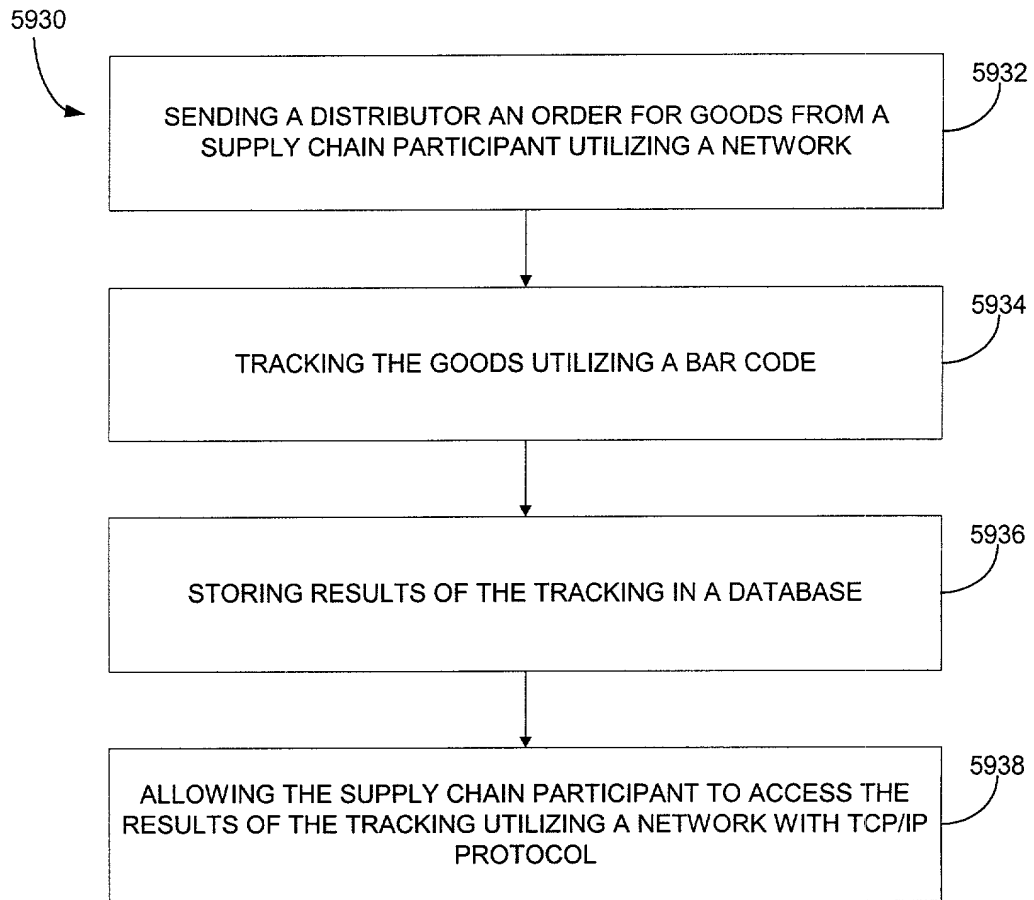 5930
5932
SENDING A DISTRIBUTOR AN ORDER FOR GOODS FROM A
SUPPLY CHAIN PARTICIPANT UTILIZING A NETWORK
5934
TRACKING THE GOODS UTILIZING A BAR CODE
5936
STORING RESULTS OF THE TRACKING IN A DATABASE
5938
ALLOWING THE SUPPLY CHAIN PARTICIPANT TO ACCESS THE
RESULTS OF THE TRACKING UTILIZING A NETWORK WITH TCP/IP
PROTOCOL